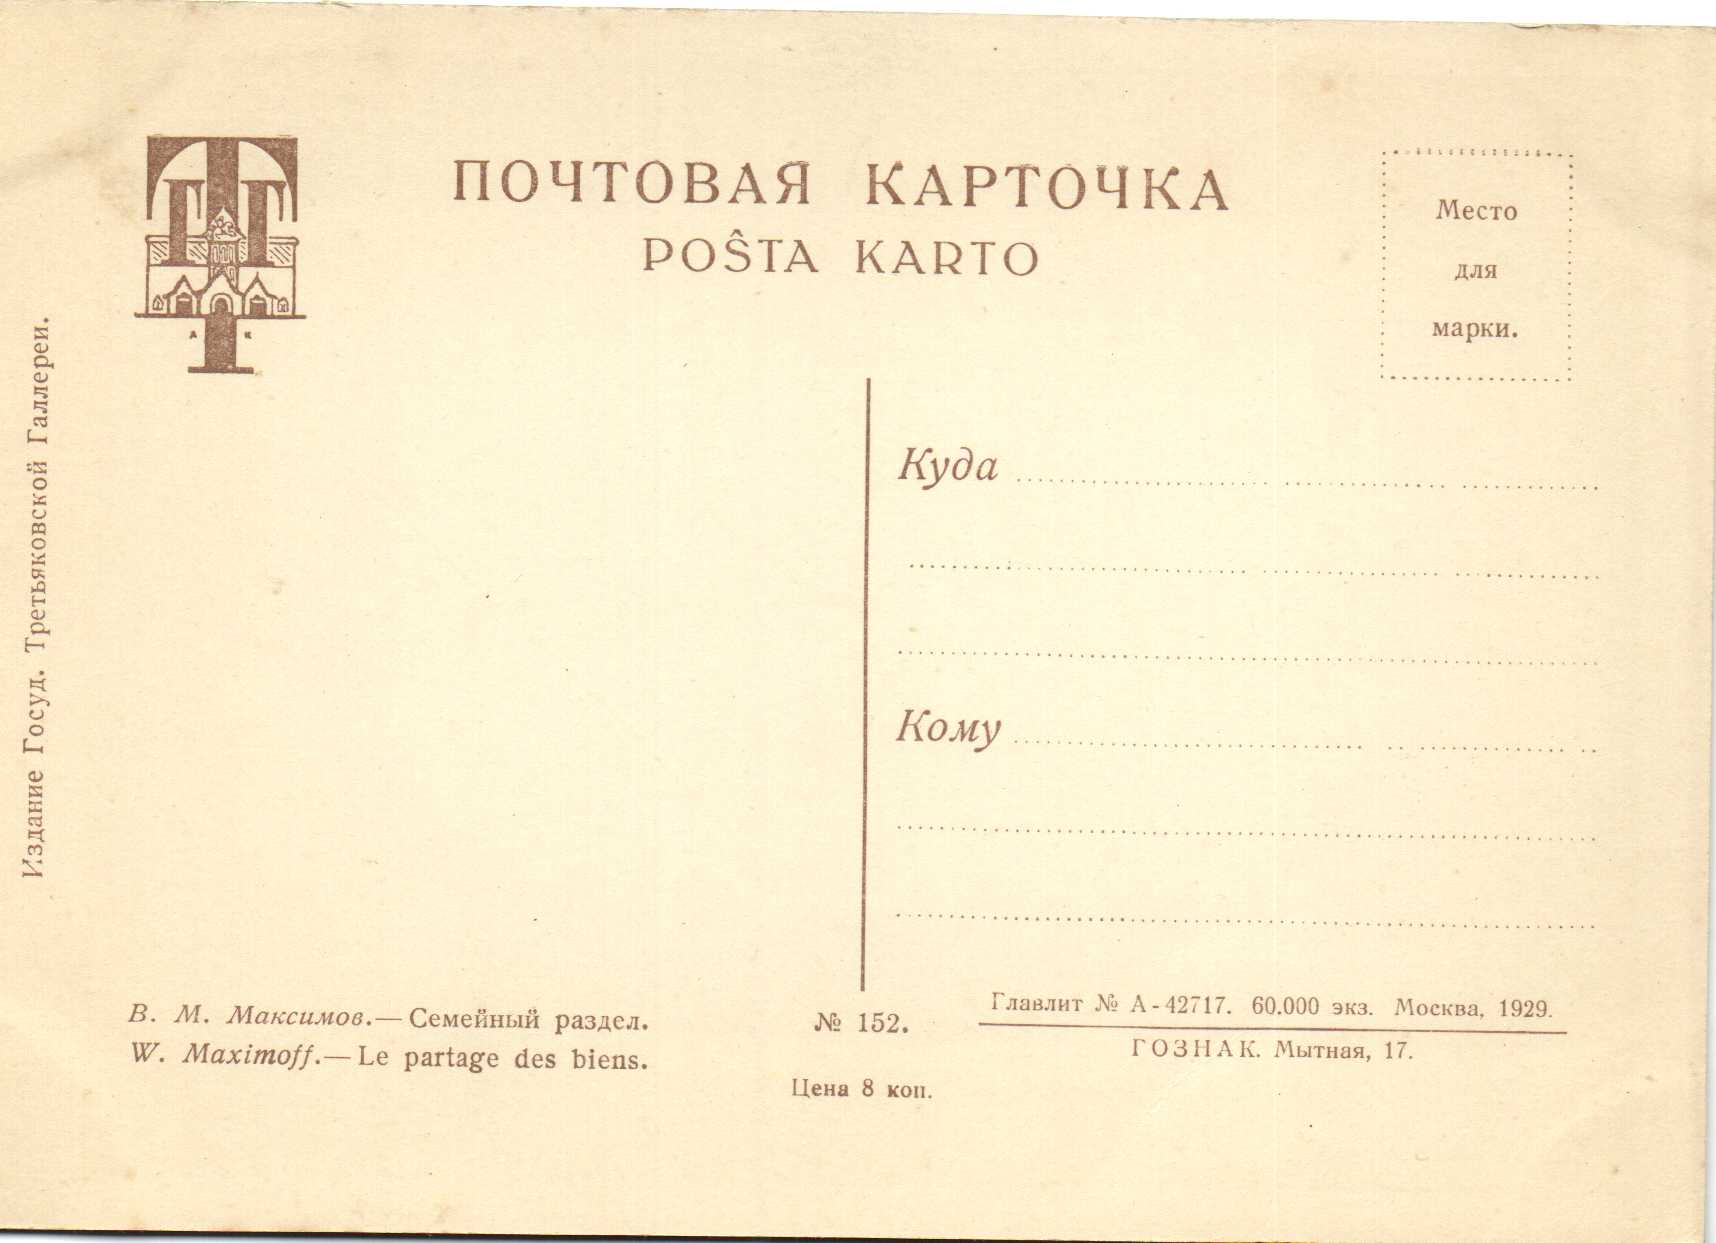 ПОЧТОВАЯ КАРТОЧКА
POŜTA KARTO
Место
для
марки.
А К
Издание Госуд. Третьяковской Галлереи.
Куда
Кому
В. М. Максимов.— Семейный раздел.
W. Maximoff.— Le partage des biens.
№ 152.
Цена 8 коп.
Главлит № А-42717. 60.000 экз. Москва, 1929.
ГОЗНАК. Мытная, 17.